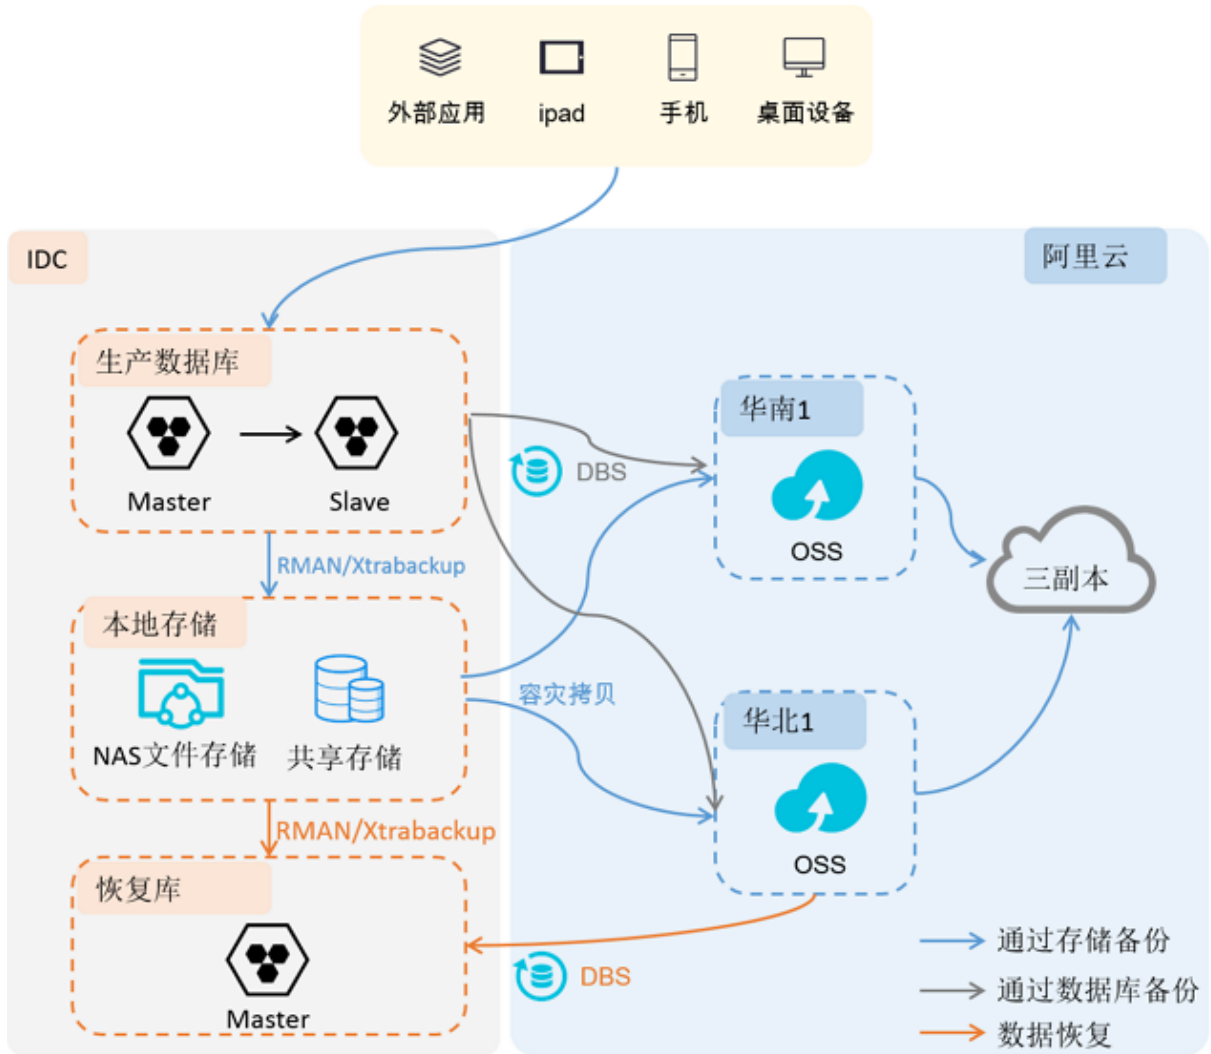 外部应用
ipad
手机
桌面设备
IDC
阿里云
生产数据库
Master
Slave
DBS
华南1
OSS
RMAN/Xtrabackup
三副本
本地存储
NAS文件存储
共享存储
容灾拷贝
华北1
OSS
RMAN/Xtrabackup
恢复库
Master
DBS
通过存储备份
通过数据库备份
数据恢复